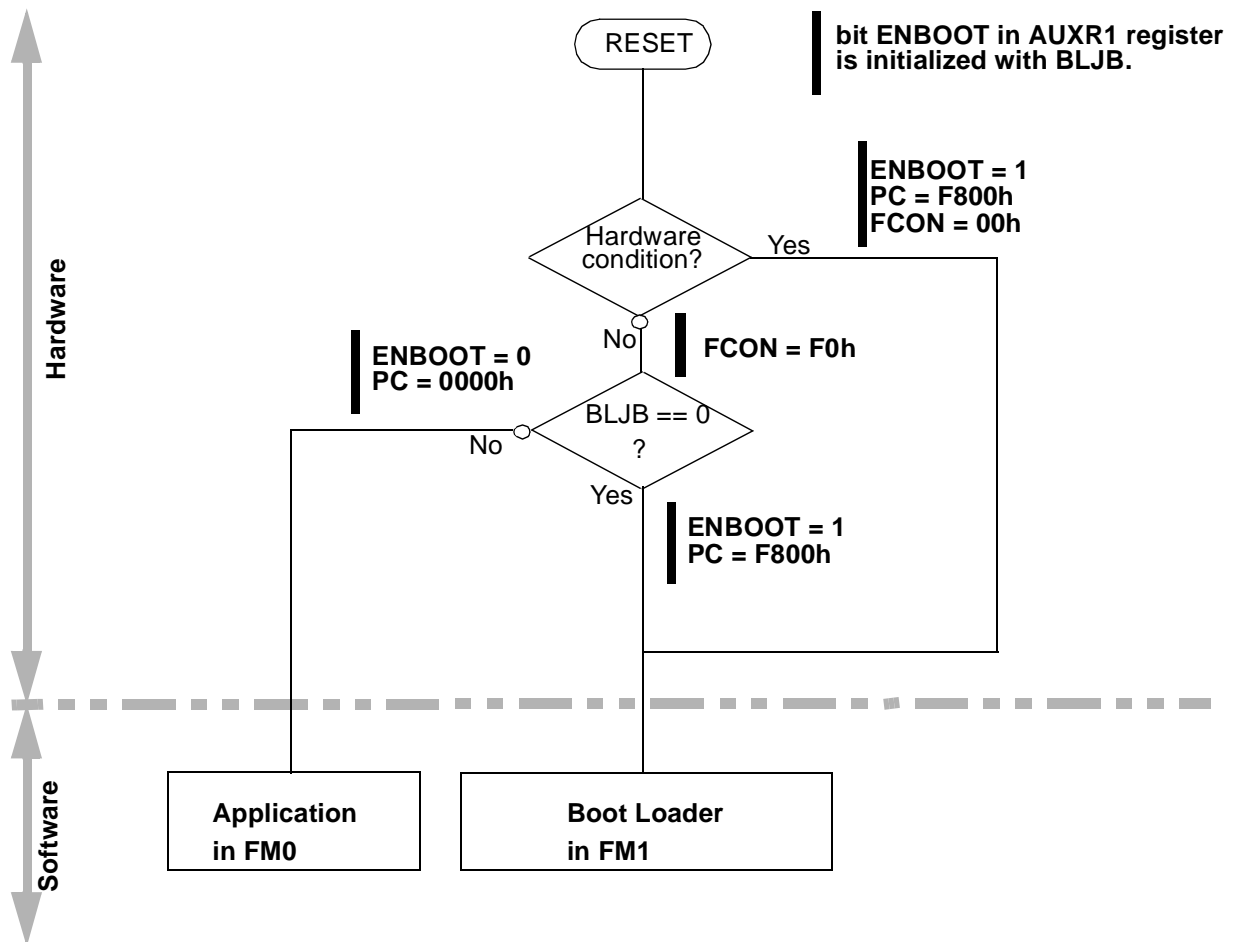 RESET
bit ENBOOT in AUXR1 register
is initialized with BLJB.
ENBOOT = 1
PC = F800h
FCON = 00h
Hardware
condition?
Yes
Hardware
No
FCON = F0h
ENBOOT = 0
PC = 0000h
BLJB == 0
?
No
Yes
ENBOOT = 1
PC = F800h
Software
Application
in FM0
Boot Loader
in FM1